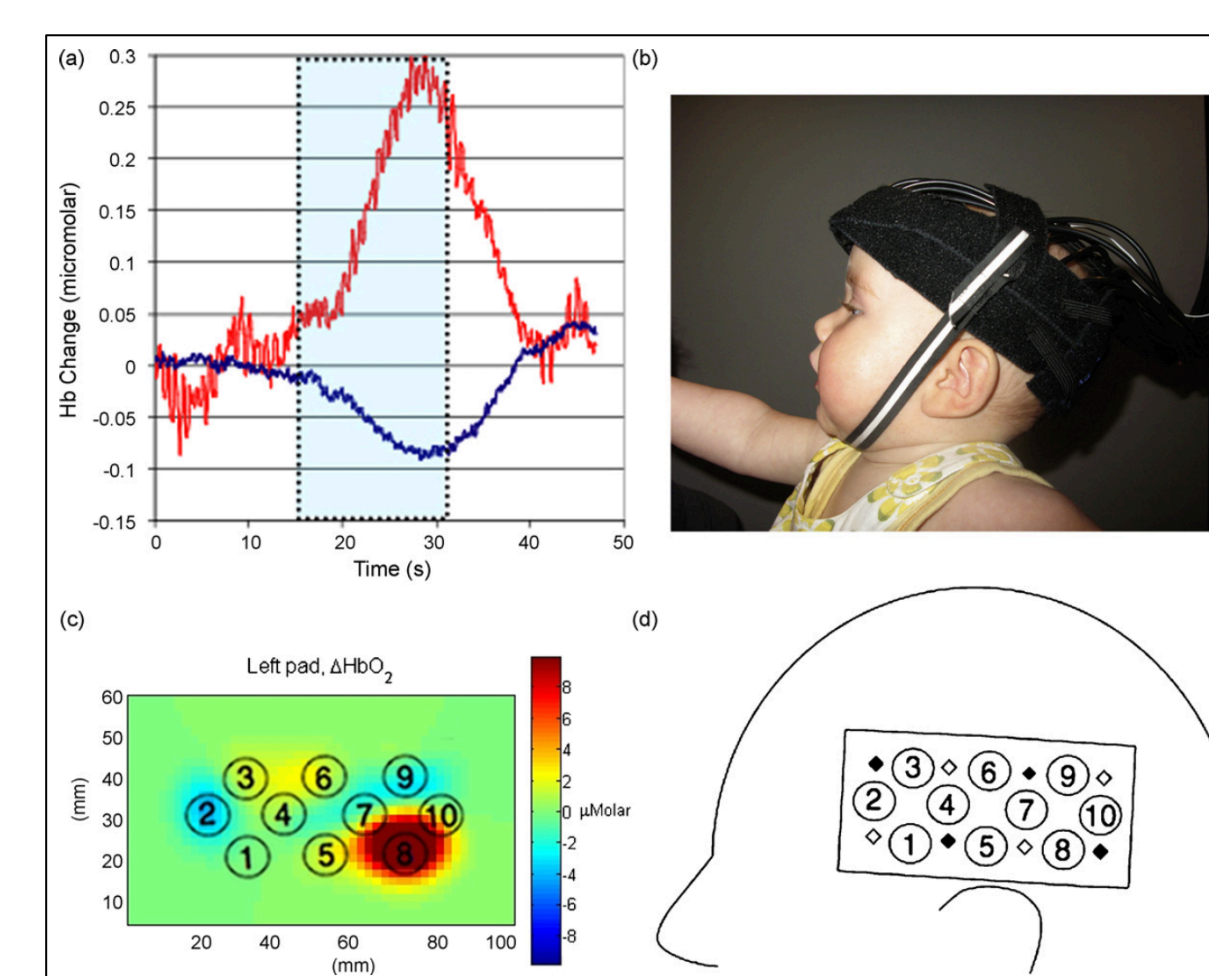 (a)
0.3
0.25
0.2
0.15
0.1
0.05
0
-0.05
-0.1
-0.15
Hb Change (micromolar)
0 10 20 30 40 50
Time (s)
(b)
(c)
Left pad, ΔHbO₂
60
50
40
30
20
10
(mm)
3 6 9
2 4 7 10
1 5 8
20 40 60 80 100
(mm)
8
6
4
2
0 μMolar
-2
-4
-6
-8
(d)
3 6 9
2 4 7 10
1 5 8